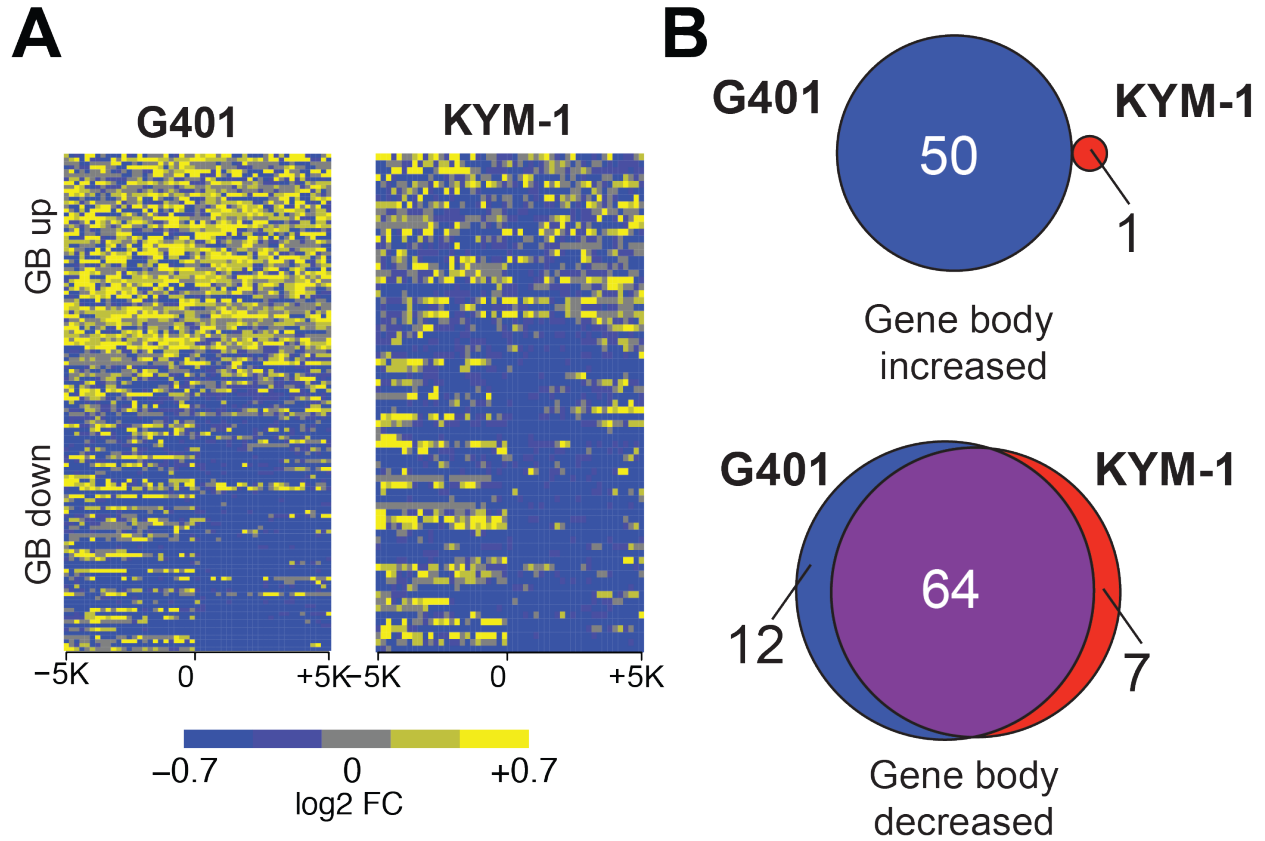 A
G401
KYM-1
GB up
GB down
−5K
0
+5K
−5K
0
+5K
−0.7
0
+0.7
log2 FC
B
G401
KYM-1
50
1
Gene body
increased
G401
KYM-1
64
12
7
Gene body
decreased